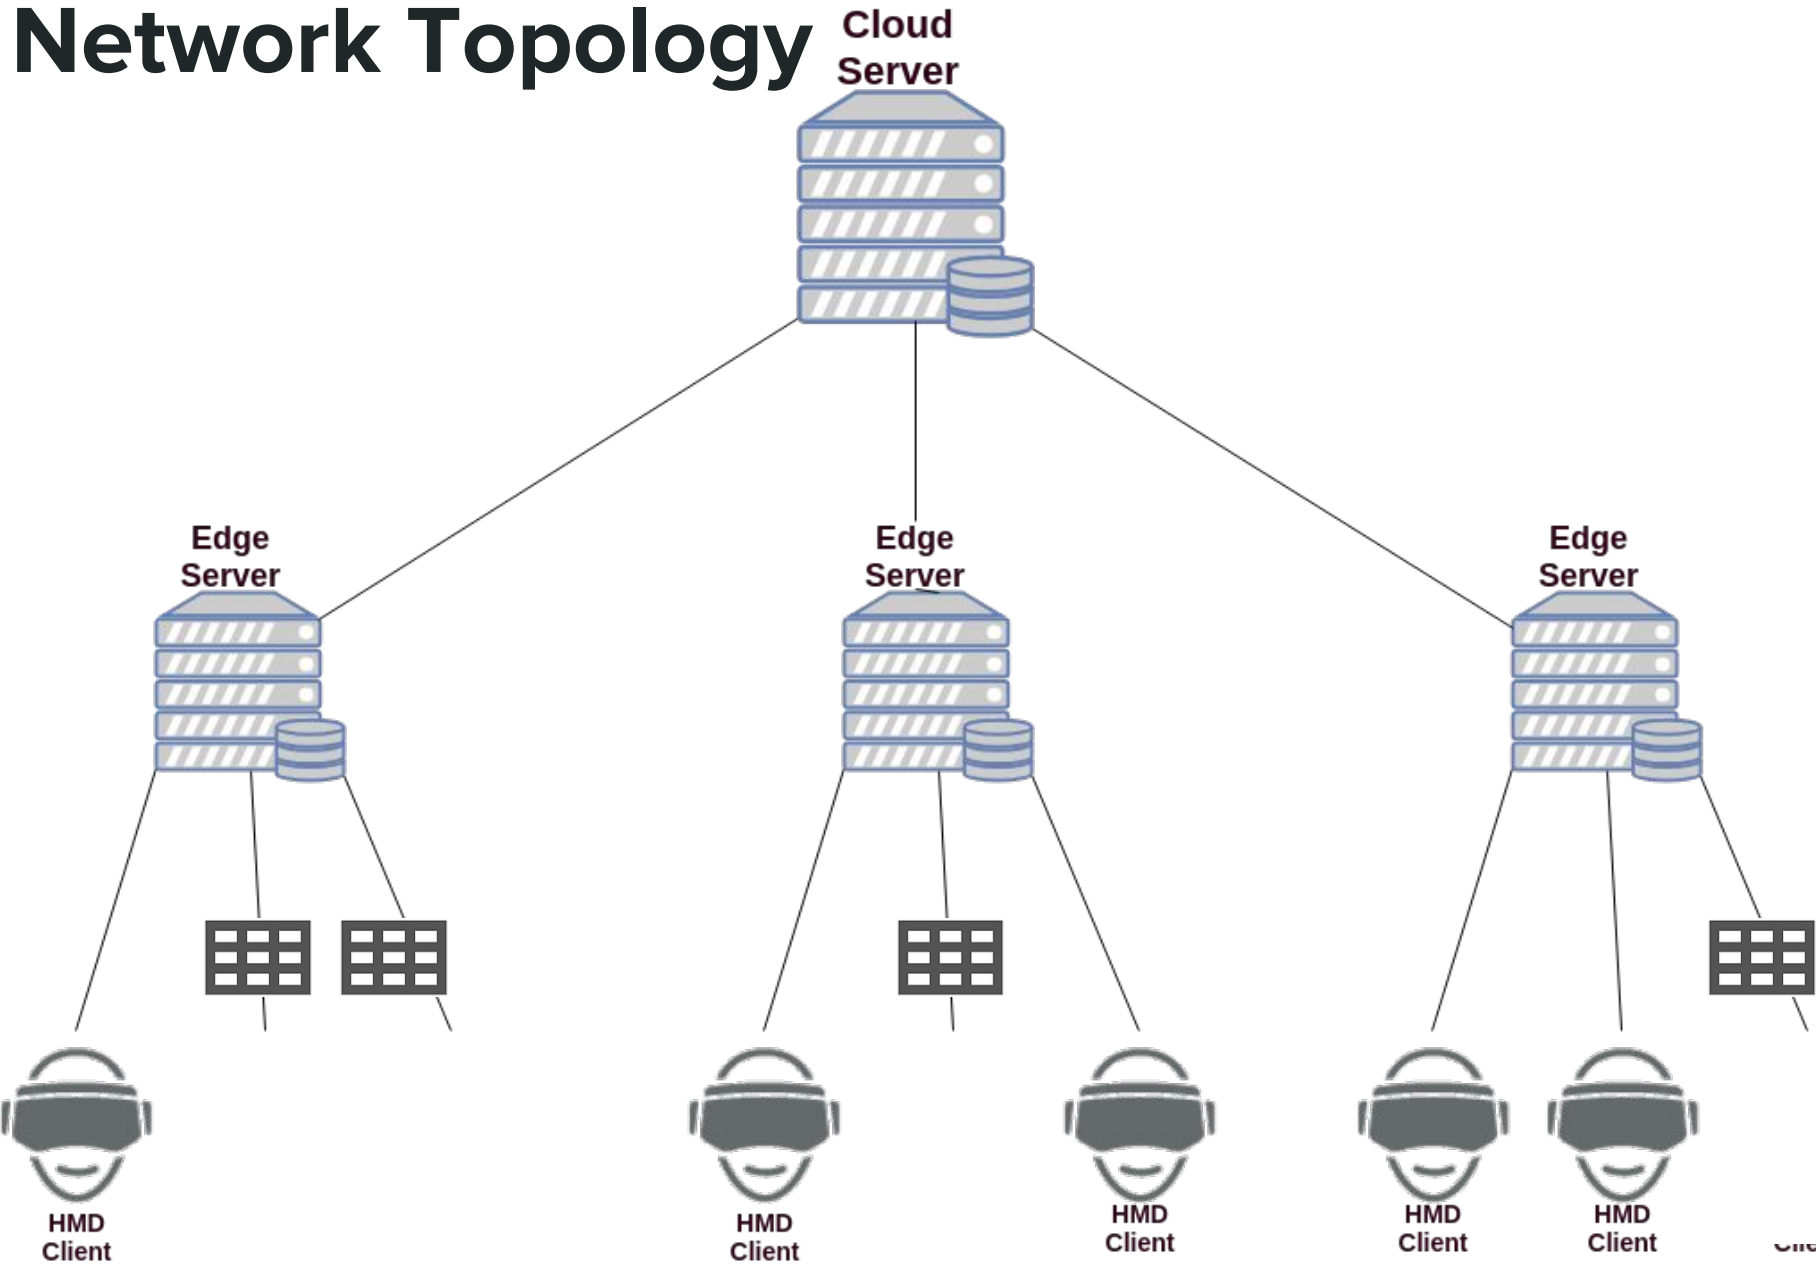 Network Topology
Cloud
Server
Edge
Server
Edge
Server
Edge
Server
HMD
Client
HMD
Client
HMD
Client
HMD
Client
HMD
Client